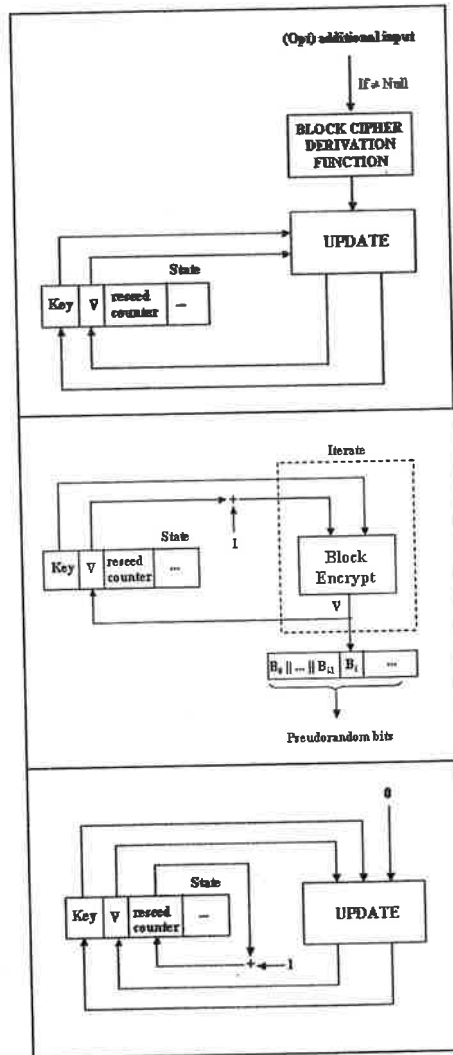 (Opt) additional input
If ≠ Null
BLOCK CIPHER
DERIVATION
FUNCTION
UPDATE
State
Key V reseed counter ...
Iterate
+
1
State
Key V reseed counter ...
Block
Encrypt
V
B₀ || ... || Bᵢ₋₁ Bᵢ ...
Pseudorandom bits
0
State
Key V reseed counter ...
UPDATE
+ 1